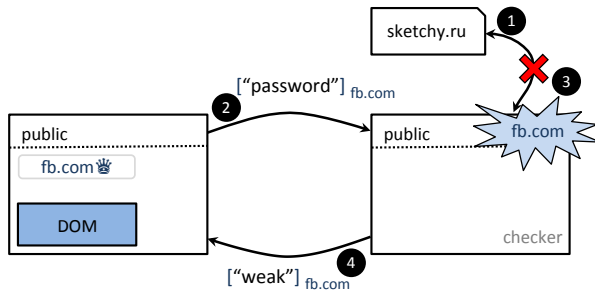 sketchy.ru
1
3
2
[“password”] fb.com
public
fb.com
DOM
public
fb.com
checker
4
[“weak”] fb.com